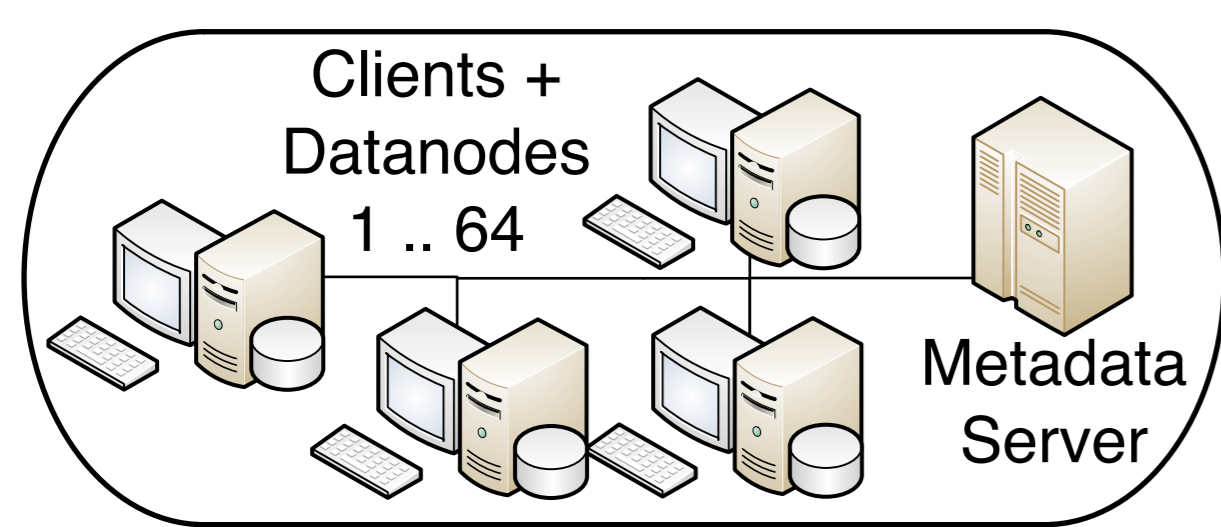 Clients +
Datanodes
1 .. 64
Metadata
Server